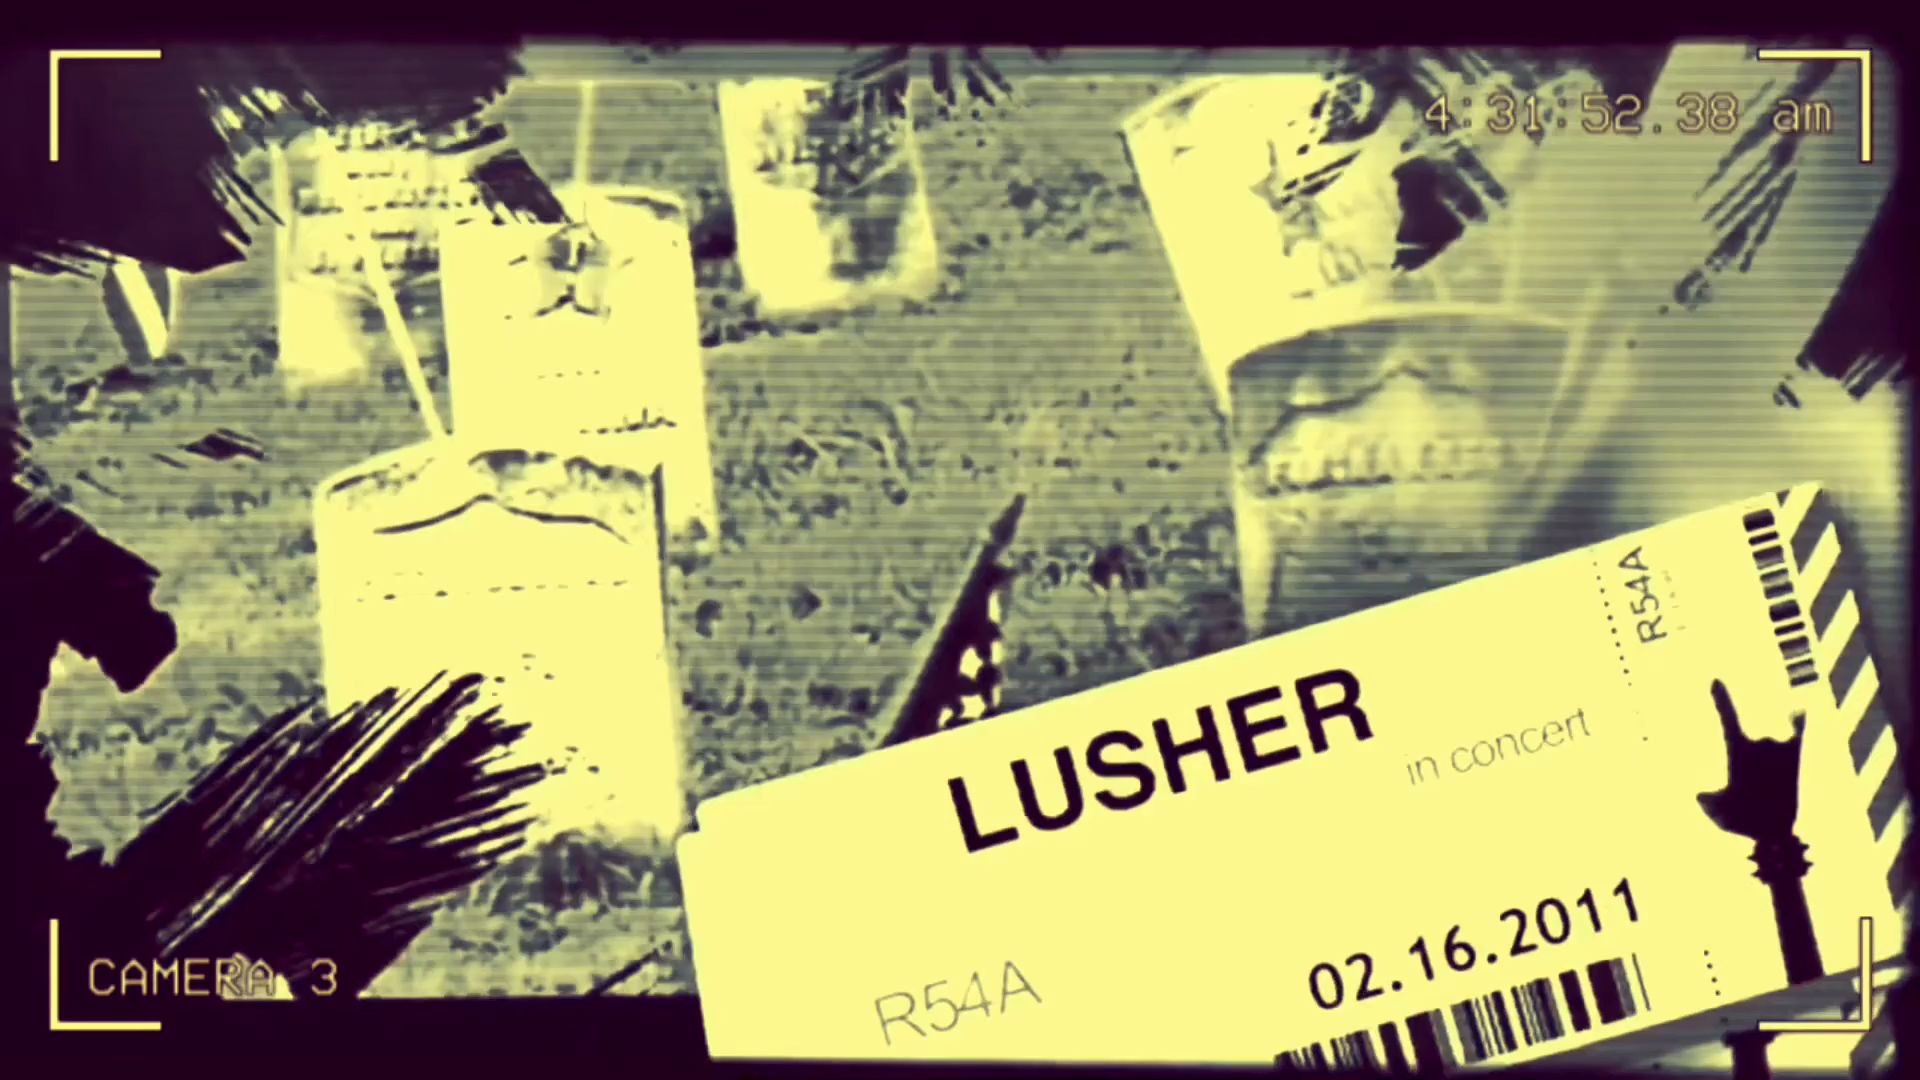 4:31:52.38 am
R54A
LUSHER
in concert
02.16.2011
R54A
CAMERA 3